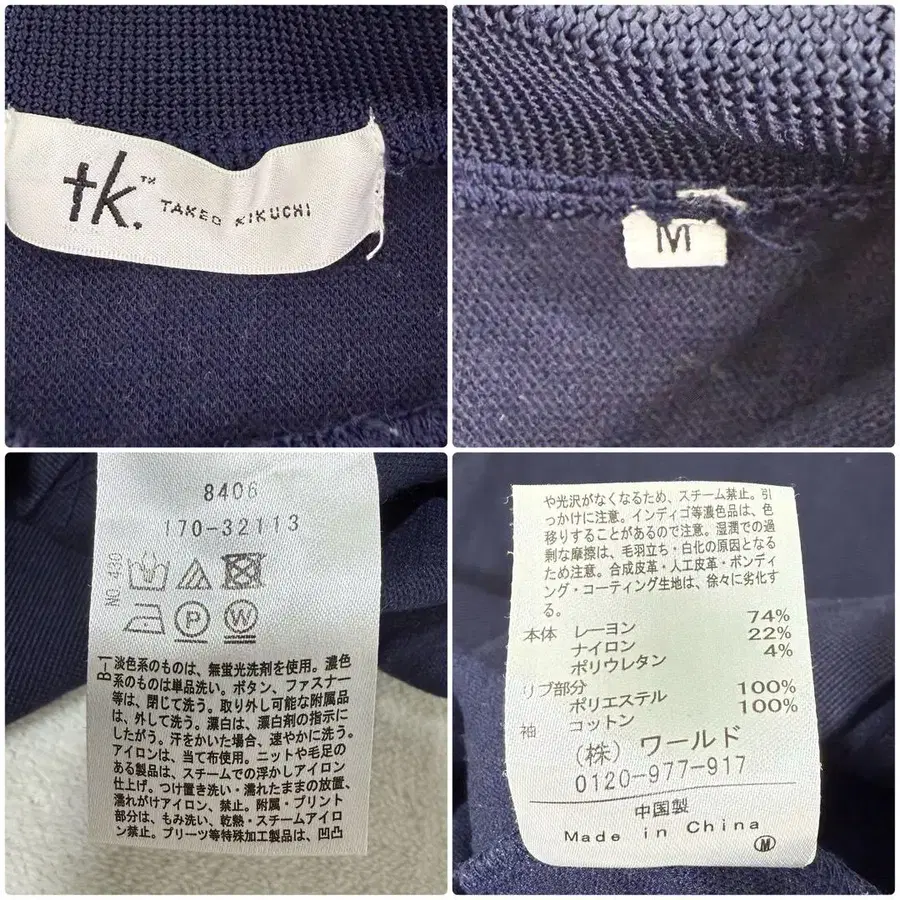 tk.™ TAKEO KIKUCHI
M
8406
170-32113
NO 430
P
W
B-1
淡色系のものは、無蛍光洗剤を使用。濃色
系のものは単品洗い。ボタン、ファスナー
等は、閉じて洗う。取り外し可能な附属品
は、外して洗う。漂白は、漂白剤の指示に
したがう。汗をかいた場合、速やかに洗う。
アイロンは、当て布使用。ニットや毛足の
ある製品は、スチームでの浮かしアイロン
仕上げ。つけ置き洗い・濡れたままの放置、
濡れがけアイロン、禁止。附属・プリント
部分は、もみ洗い、乾熱・スチームアイロ
ン禁止。プリーツ等特殊加工製品は、凹凸
や光沢がなくなるため、スチーム禁止。引
っかけに注意。インディゴ等濃色品は、色
移りすることがあるので注意。湿潤での過
剰な摩擦は、毛羽立ち・白化の原因となる
ため注意。合成皮革・人工皮革・ボンディ
ング・コーティング生地は、徐々に劣化す
る。
本体 レーヨン 74%
ナイロン 22%
ポリウレタン 4%
リブ部分
ポリエステル 100%
袖 コットン 100%
(株) ワールド
0120-977-917
中国製
Made in China
M